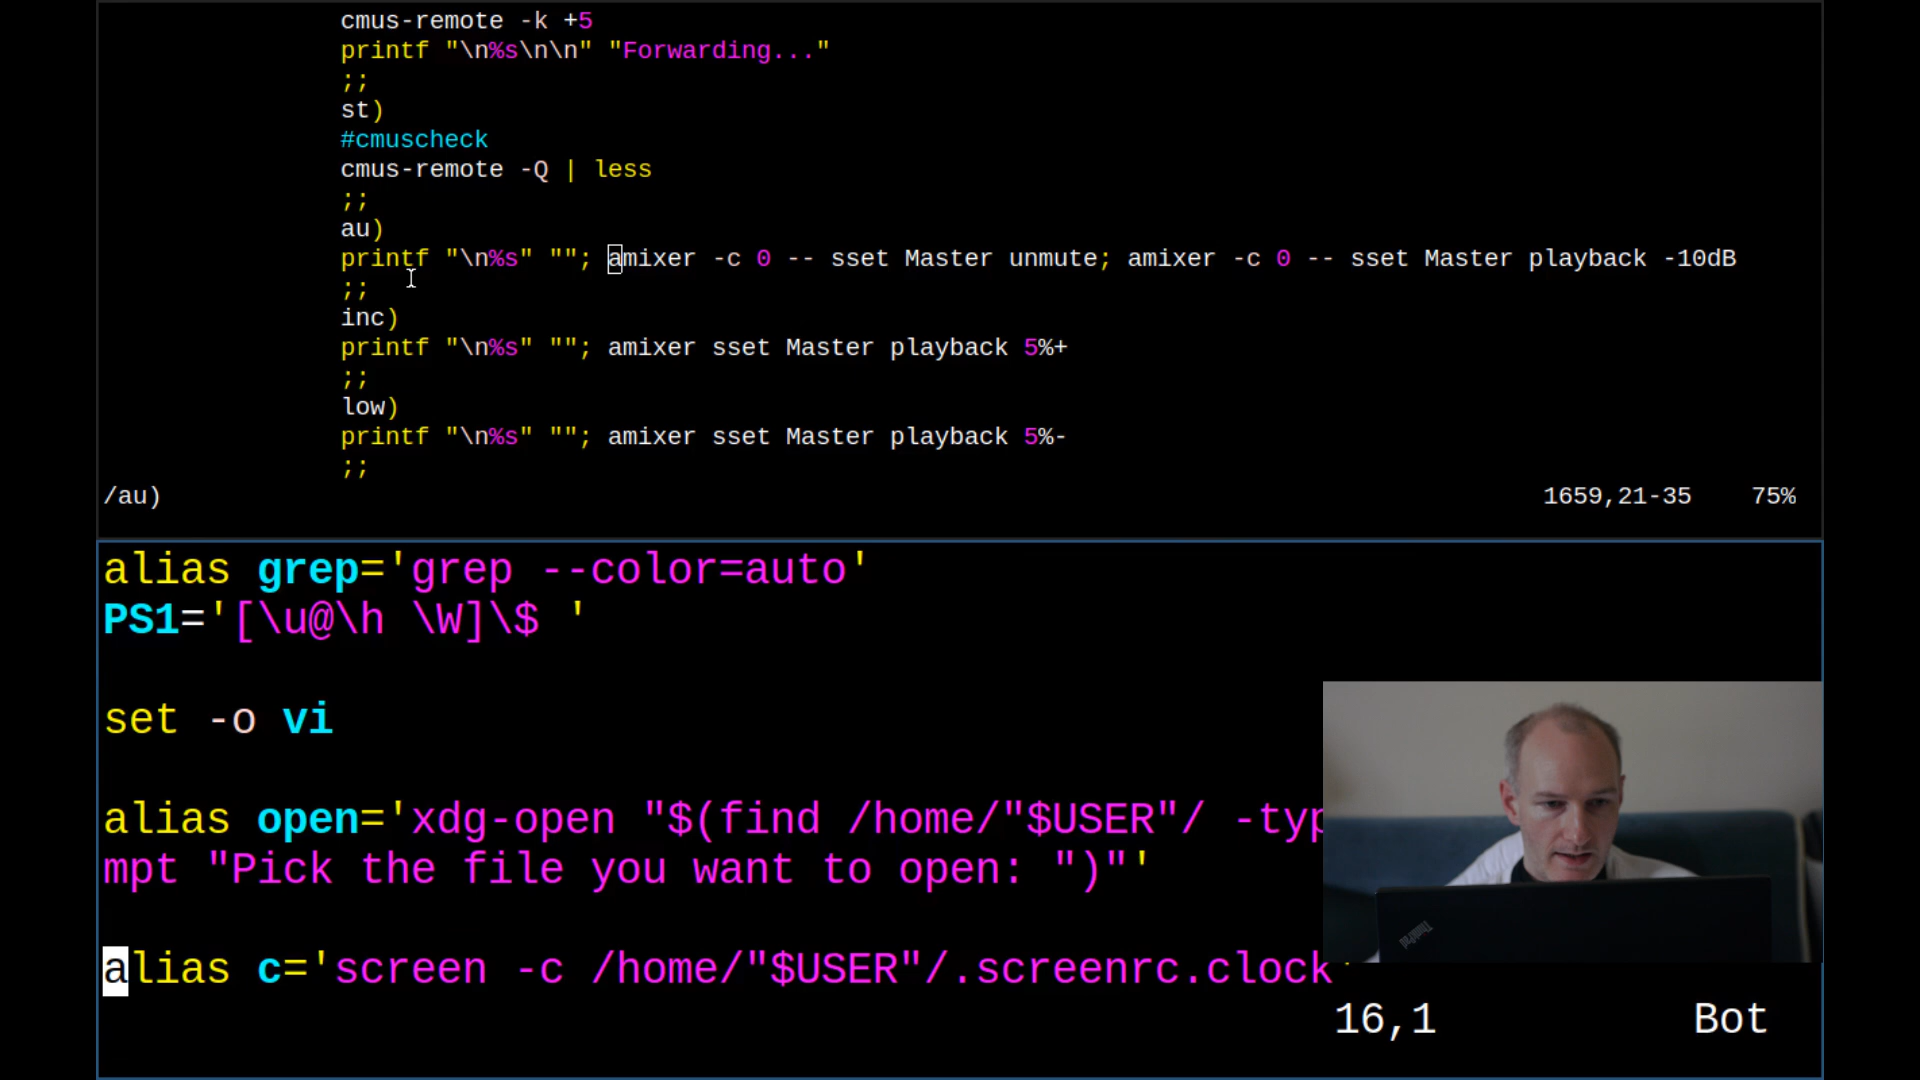 cmus-remote -k +5
printf "\n%s\n\n" "Forwarding..."
;;
st)
#cmuscheck
cmus-remote -Q | less
;;
au)
printf "\n%s" ""; amixer -c 0 -- sset Master unmute; amixer -c 0 -- sset Master playback -10dB
;;
inc)
printf "\n%s" ""; amixer sset Master playback 5%+
;;
low)
printf "\n%s" ""; amixer sset Master playback 5%-
;;
/au) 1659,21-35 75%
alias grep='grep --color=auto'
PS1='[\u@\h \W]\$ '
set -o vi
alias open='xdg-open "$(find /home/"$USER"/ -typ
mpt "Pick the file you want to open: ")"'
alias c='screen -c /home/"$USER"/.screenrc.clock'
ThinkPad
16,1 Bot